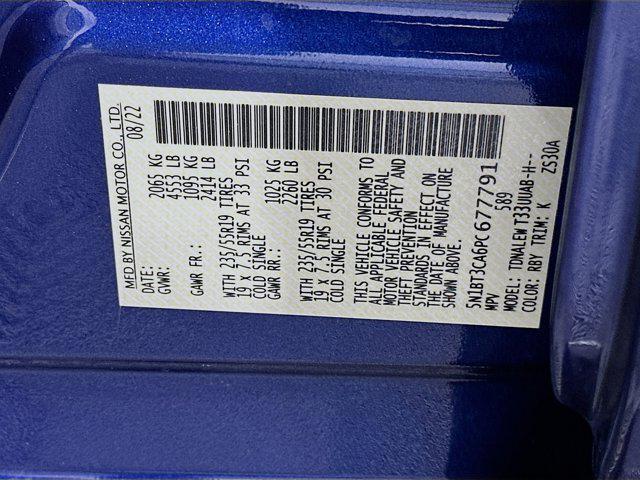 MFD BY NISSAN MOTOR CO., LTD.
DATE: 08/22
GVWR: 2065 KG
4553 LB
GAWR FR.: 1095 KG
2414 LB
WITH 235/55R19 TIRES
19 X 7.5 RIMS AT 33 PSI
COLD SINGLE
GAWR RR.: 1025 KG
2260 LB
WITH 235/55R19 TIRES
19 X 7.5 RIMS AT 30 PSI
COLD SINGLE
THIS VEHICLE CONFORMS TO
ALL APPLICABLE FEDERAL
MOTOR VEHICLE SAFETY AND
THEFT PREVENTION
STANDARDS IN EFFECT ON
THE DATE OF MANUFACTURE
SHOWN ABOVE.
5N1BT3CA6PC677791
MPV 589
MODEL: TDNALEW T33UUAB-H--
COLOR: RBY TRIM: K ZS30A